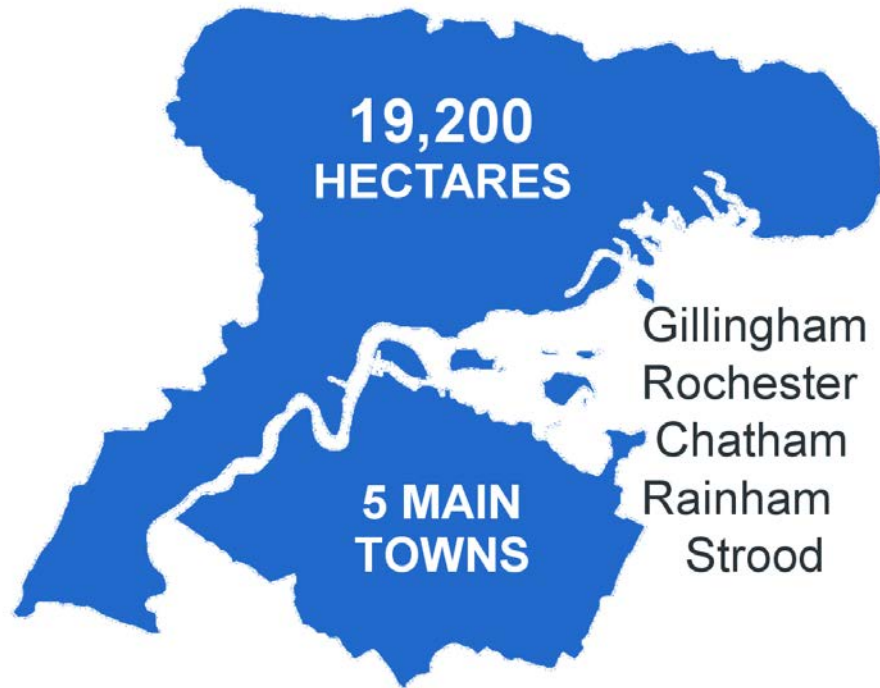 19,200
HECTARES
Gillingham
Rochester
Chatham
Rainham
Strood
5 MAIN
TOWNS